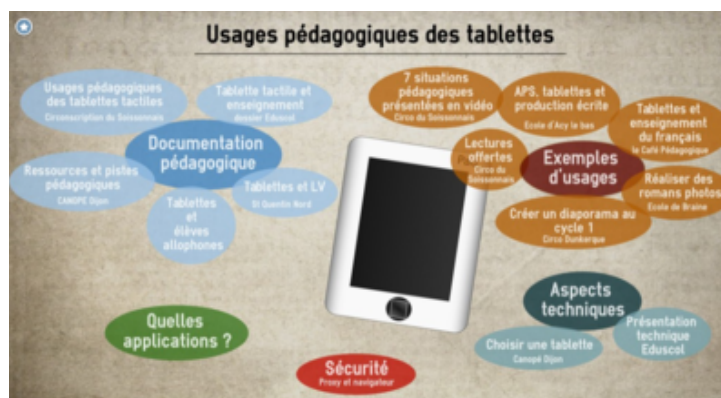 Usages pédagogiques des tablettes
Usages pédagogiques
des tablettes tactiles
Circonscription du Soissonnais
Tablette tactile et
enseignement
dossier Eduscol
Documentation
pédagogique
Ressources et pistes
pédagogiques
CANOPE Dijon
Tablettes et LV
St Quentin Nord
Tablettes
et
élèves
allophones
7 situations
pédagogiques
présentées en vidéo
Circo du Soissonnais
APS, tablettes et
production écrite
Ecole d'Acy le bas
Tablettes et
enseignement
du français
le Café Pédagogique
Lectures
offertes
Circo du
Soissonnais
Exemples
d'usages
Réaliser des
romans photos
Ecole de Braine
Créer un diaporama au
cycle 1
Circo Dunkerque
Aspects
techniques
Choisir une tablette
Canopé Dijon
Présentation
technique
Eduscol
Quelles
applications ?
Sécurité
Proxy et navigateur